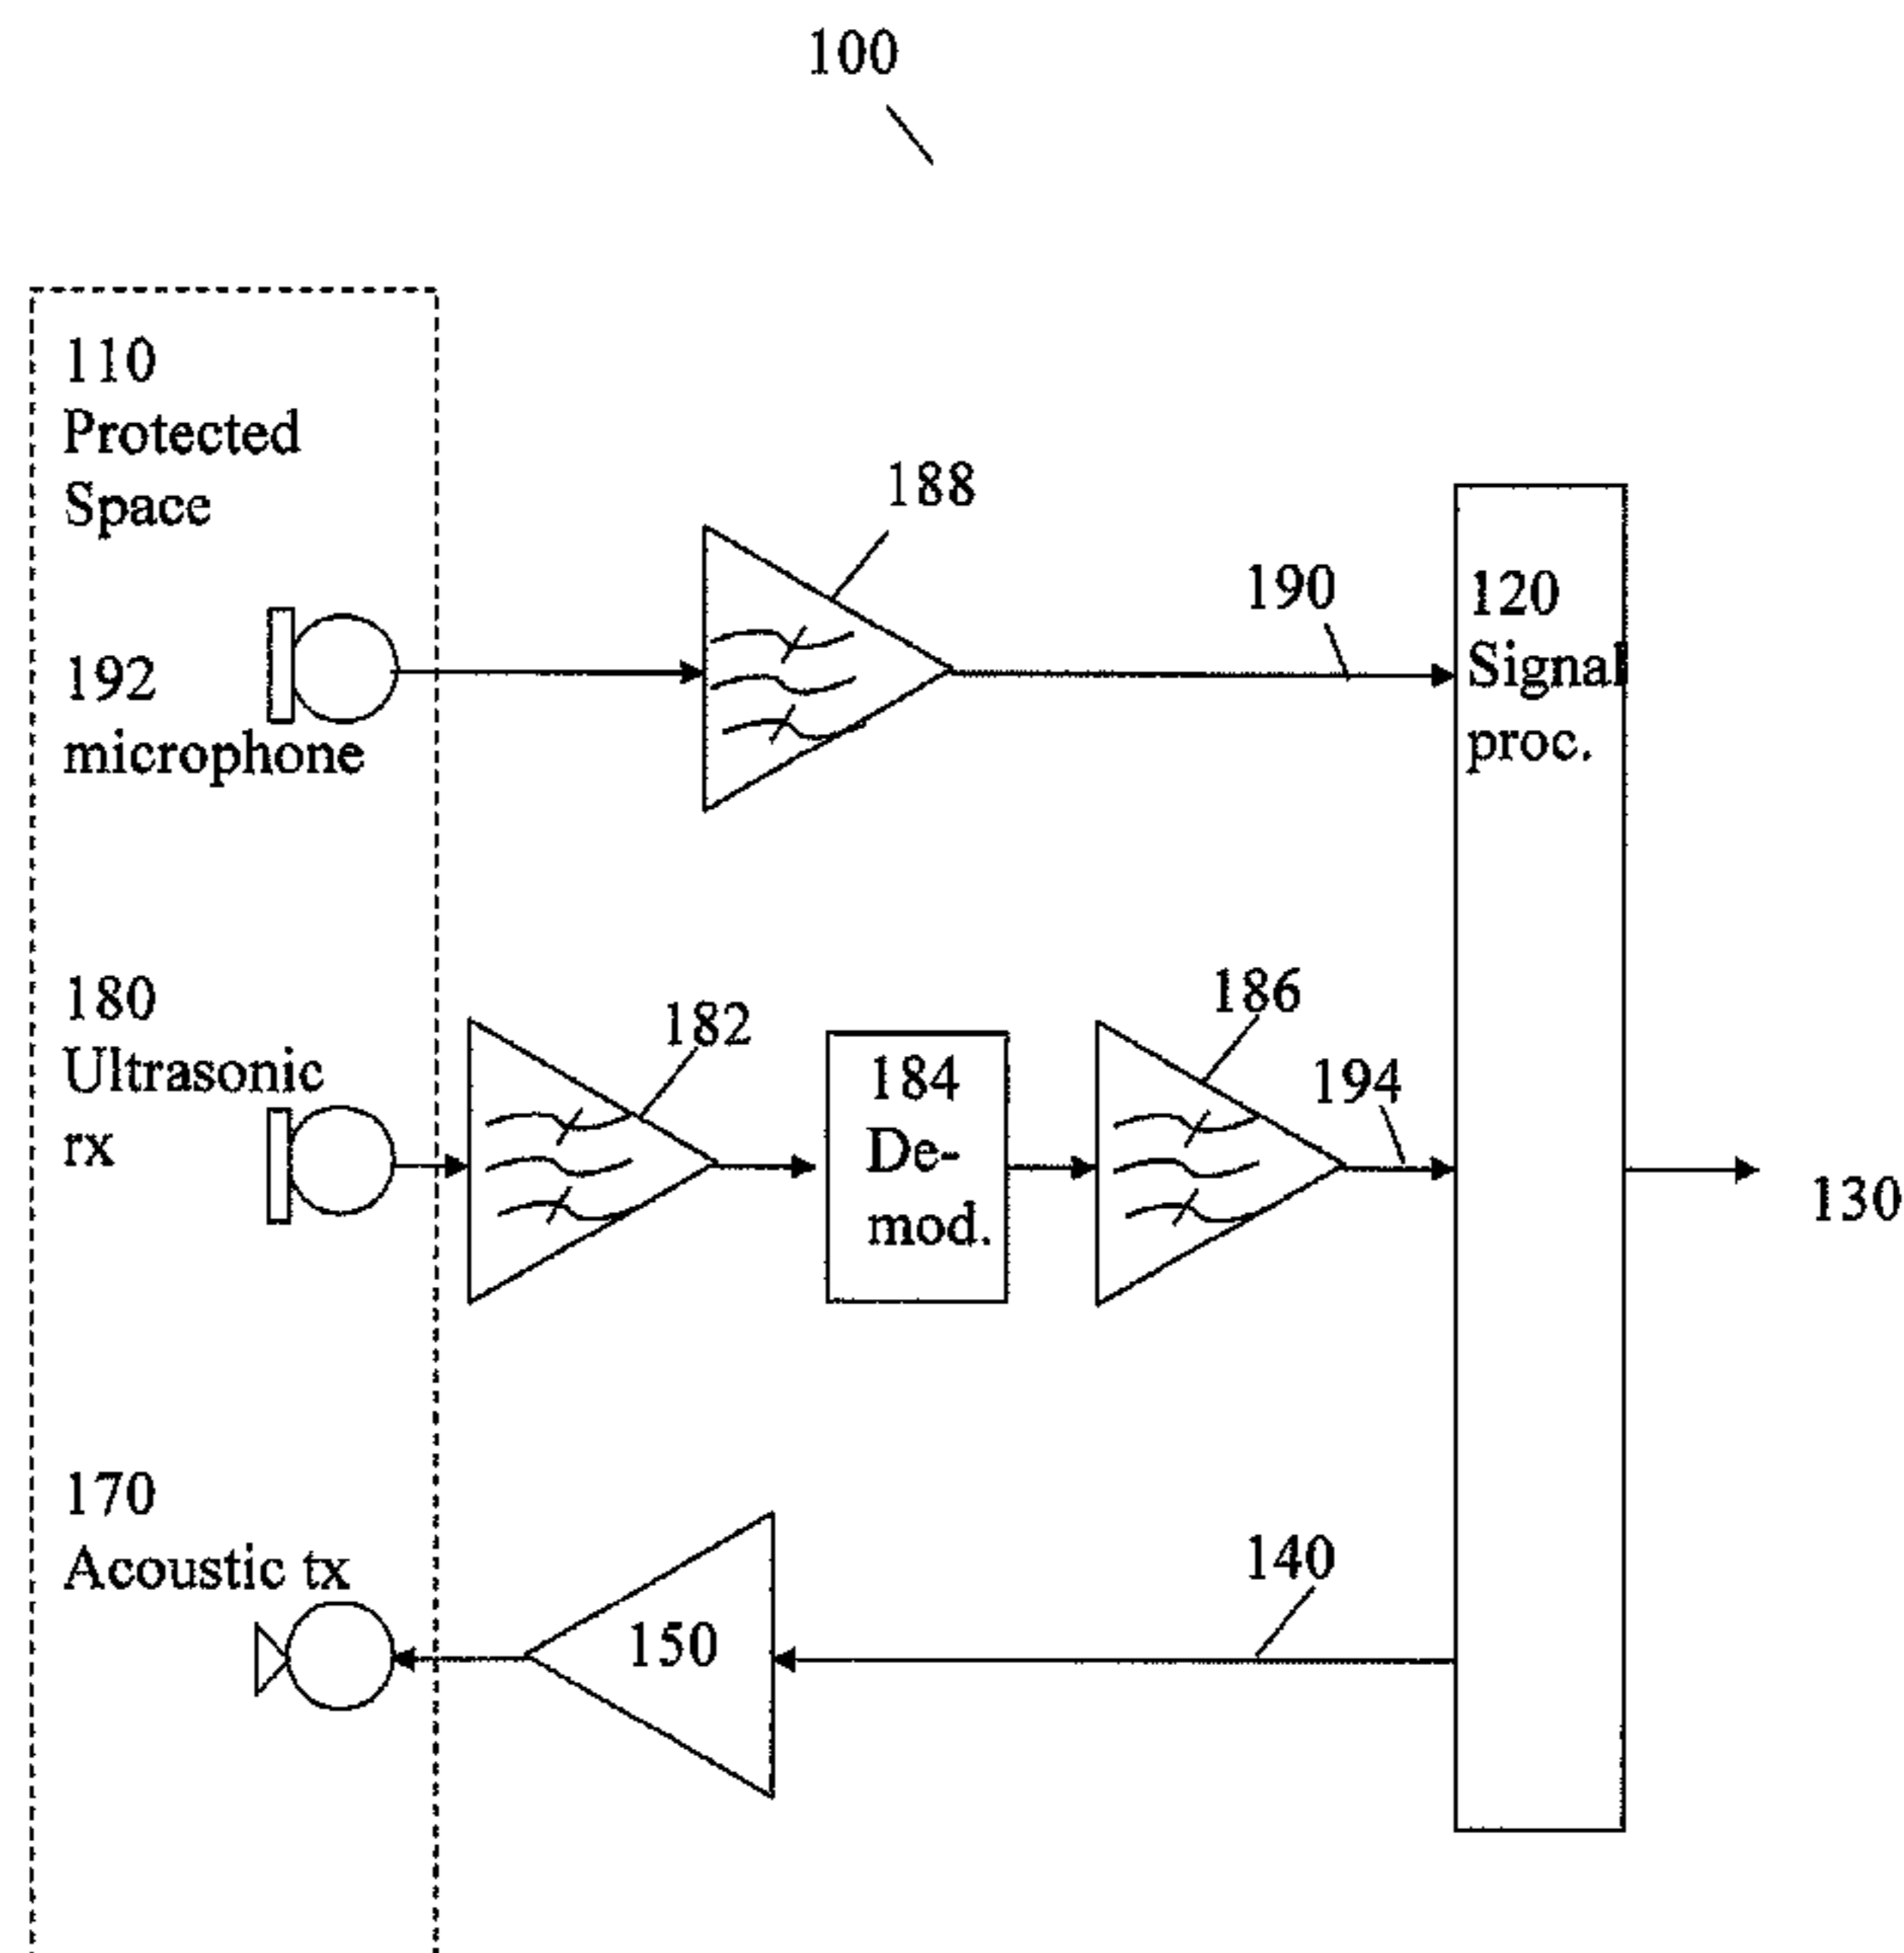 100
110
Protected
Space
188
190
120
Signal
proc.
192
microphone
180
Ultrasonic
rx
182
184
De-
mod.
186
194
130
170
Acoustic tx
150
140